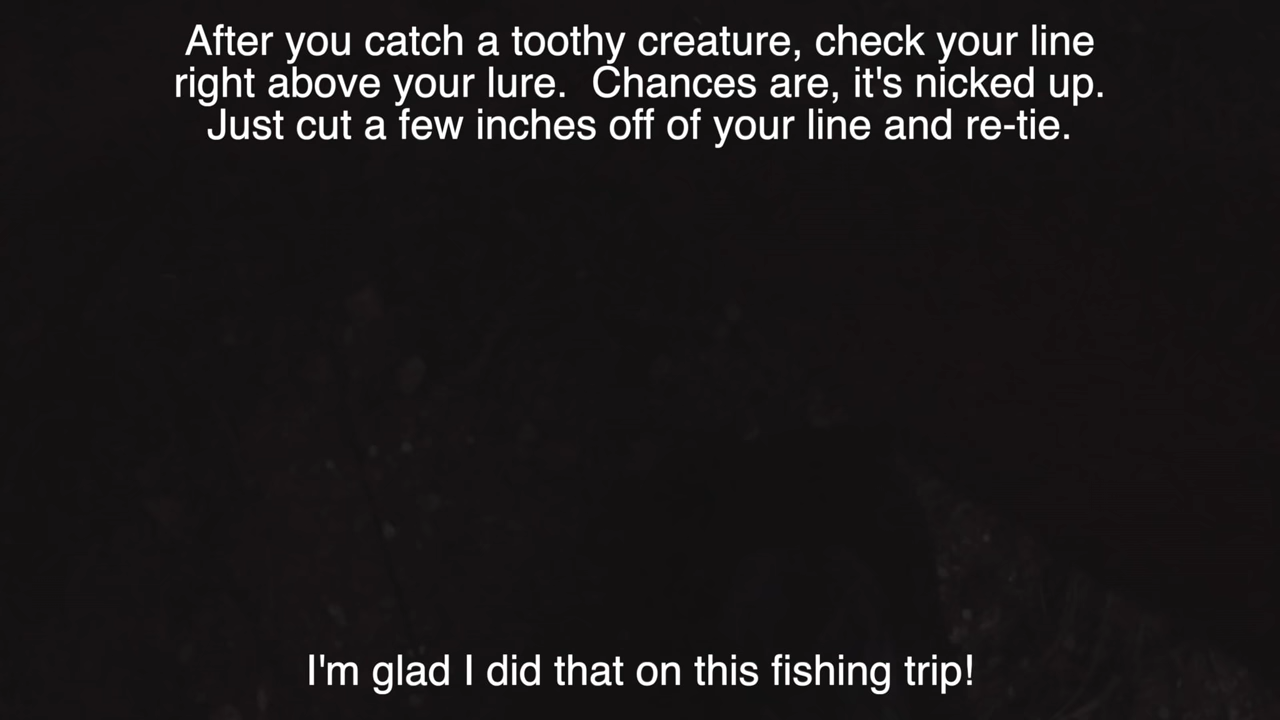 After you catch a toothy creature, check your line
right above your lure.  Chances are, it's nicked up.
Just cut a few inches off of your line and re-tie.
I'm glad I did that on this fishing trip!